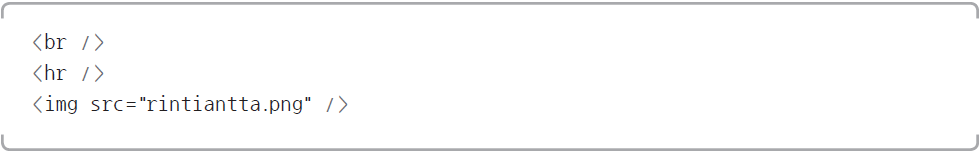 <br />
<hr />
<img src="rintiantta.png" />